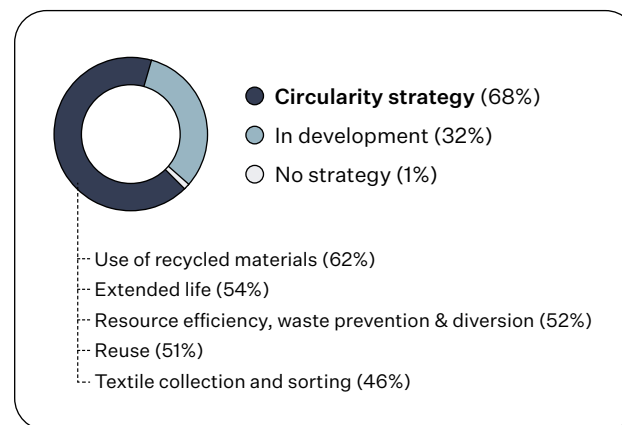 Circularity strategy (68%)
In development (32%)
No strategy (1%)
Use of recycled materials (62%)
Extended life (54%)
Resource efficiency, waste prevention & diversion (52%)
Reuse (51%)
Textile collection and sorting (46%)